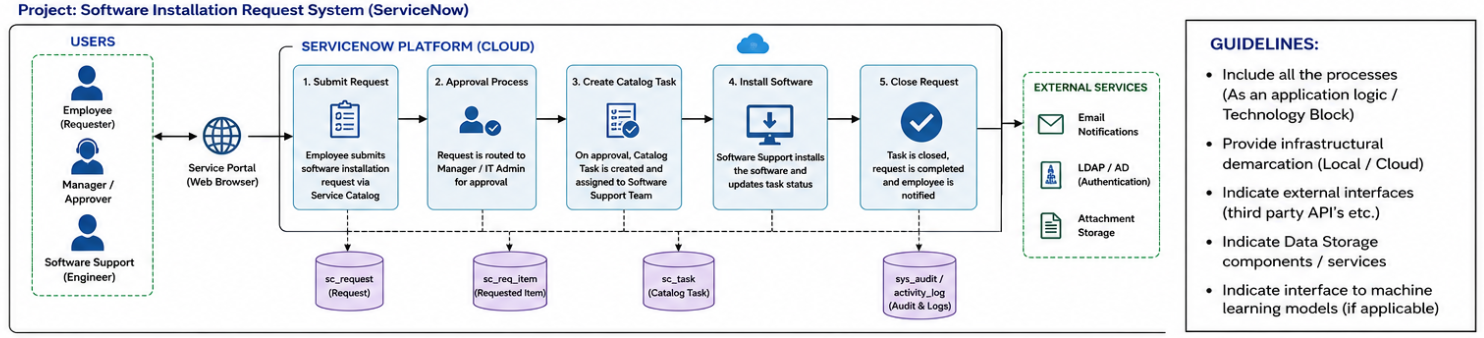 Project: Software Installation Request System (ServiceNow)
USERS
Employee
(Requester)
Manager /
Approver
Software Support
(Engineer)
Service Portal
(Web Browser)
SERVICENOW PLATFORM (CLOUD)
1. Submit Request
Employee submits
software installation
request via
Service Catalog
2. Approval Process
Request is routed to
Manager / IT Admin
for approval
3. Create Catalog Task
On approval, Catalog
Task is created and
assigned to Software
Support Team
4. Install Software
Software Support installs
the software and
updates task status
5. Close Request
Task is closed,
request is completed
and employee is
notified
sc_request
(Request)
sc_req_item
(Requested Item)
sc_task
(Catalog Task)
sys_audit /
activity_log
(Audit & Logs)
EXTERNAL SERVICES
Email
Notifications
LDAP / AD
(Authentication)
Attachment
Storage
GUIDELINES:
• Include all the processes
(As an application logic /
Technology Block)
• Provide infrastructural
demarcation (Local / Cloud)
• Indicate external interfaces
(third party API's etc.)
• Indicate Data Storage
components / services
• Indicate interface to machine
learning models (if applicable)